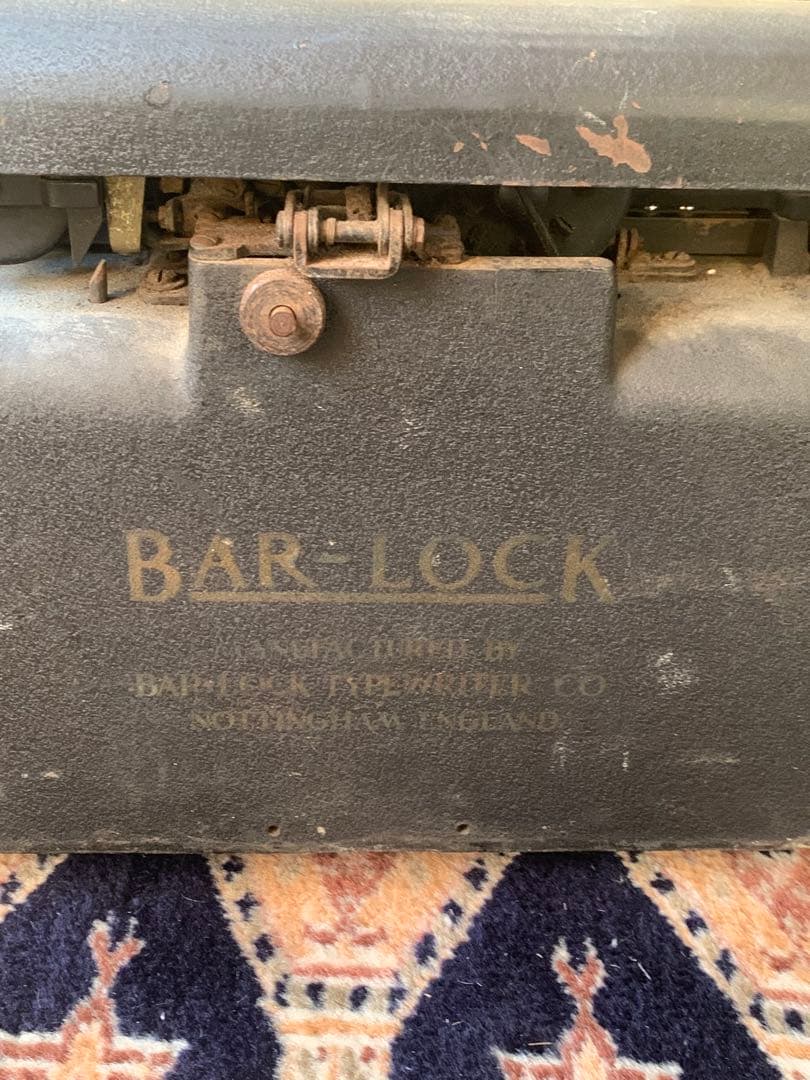 BAR-LOCK
MANUFACTURED BY
BAR-LOCK TYPEWRITER CO
NOTTINGHAM ENGLAND